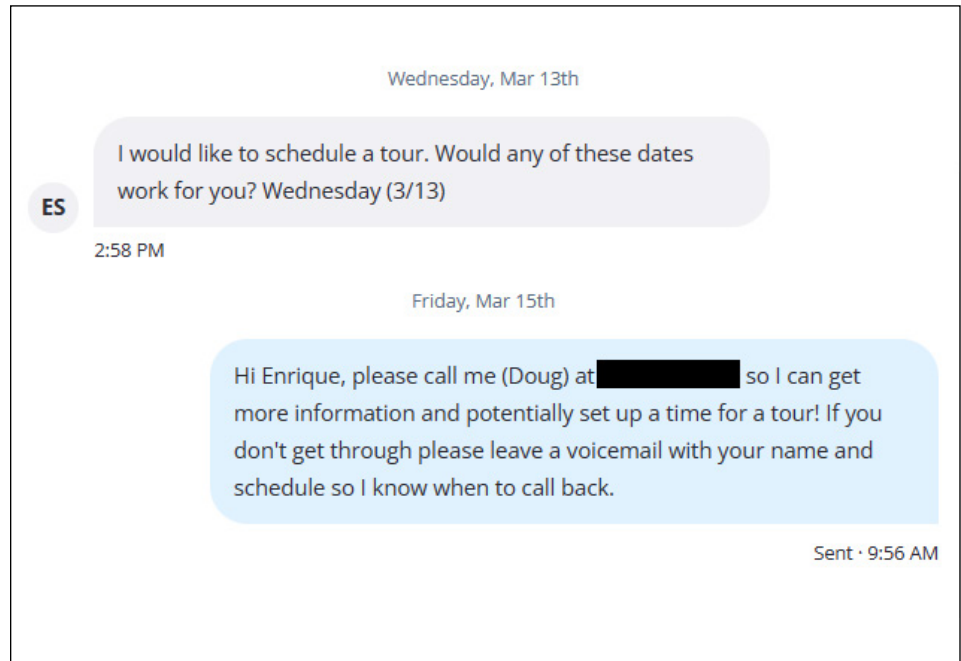 Wednesday, Mar 13th
I would like to schedule a tour. Would any of these dates
work for you? Wednesday (3/13)
ES
2:58 PM
Friday, Mar 15th
Hi Enrique, please call me (Doug) at so I can get
more information and potentially set up a time for a tour! If you
don't get through please leave a voicemail with your name and
schedule so I know when to call back.
Sent · 9:56 AM